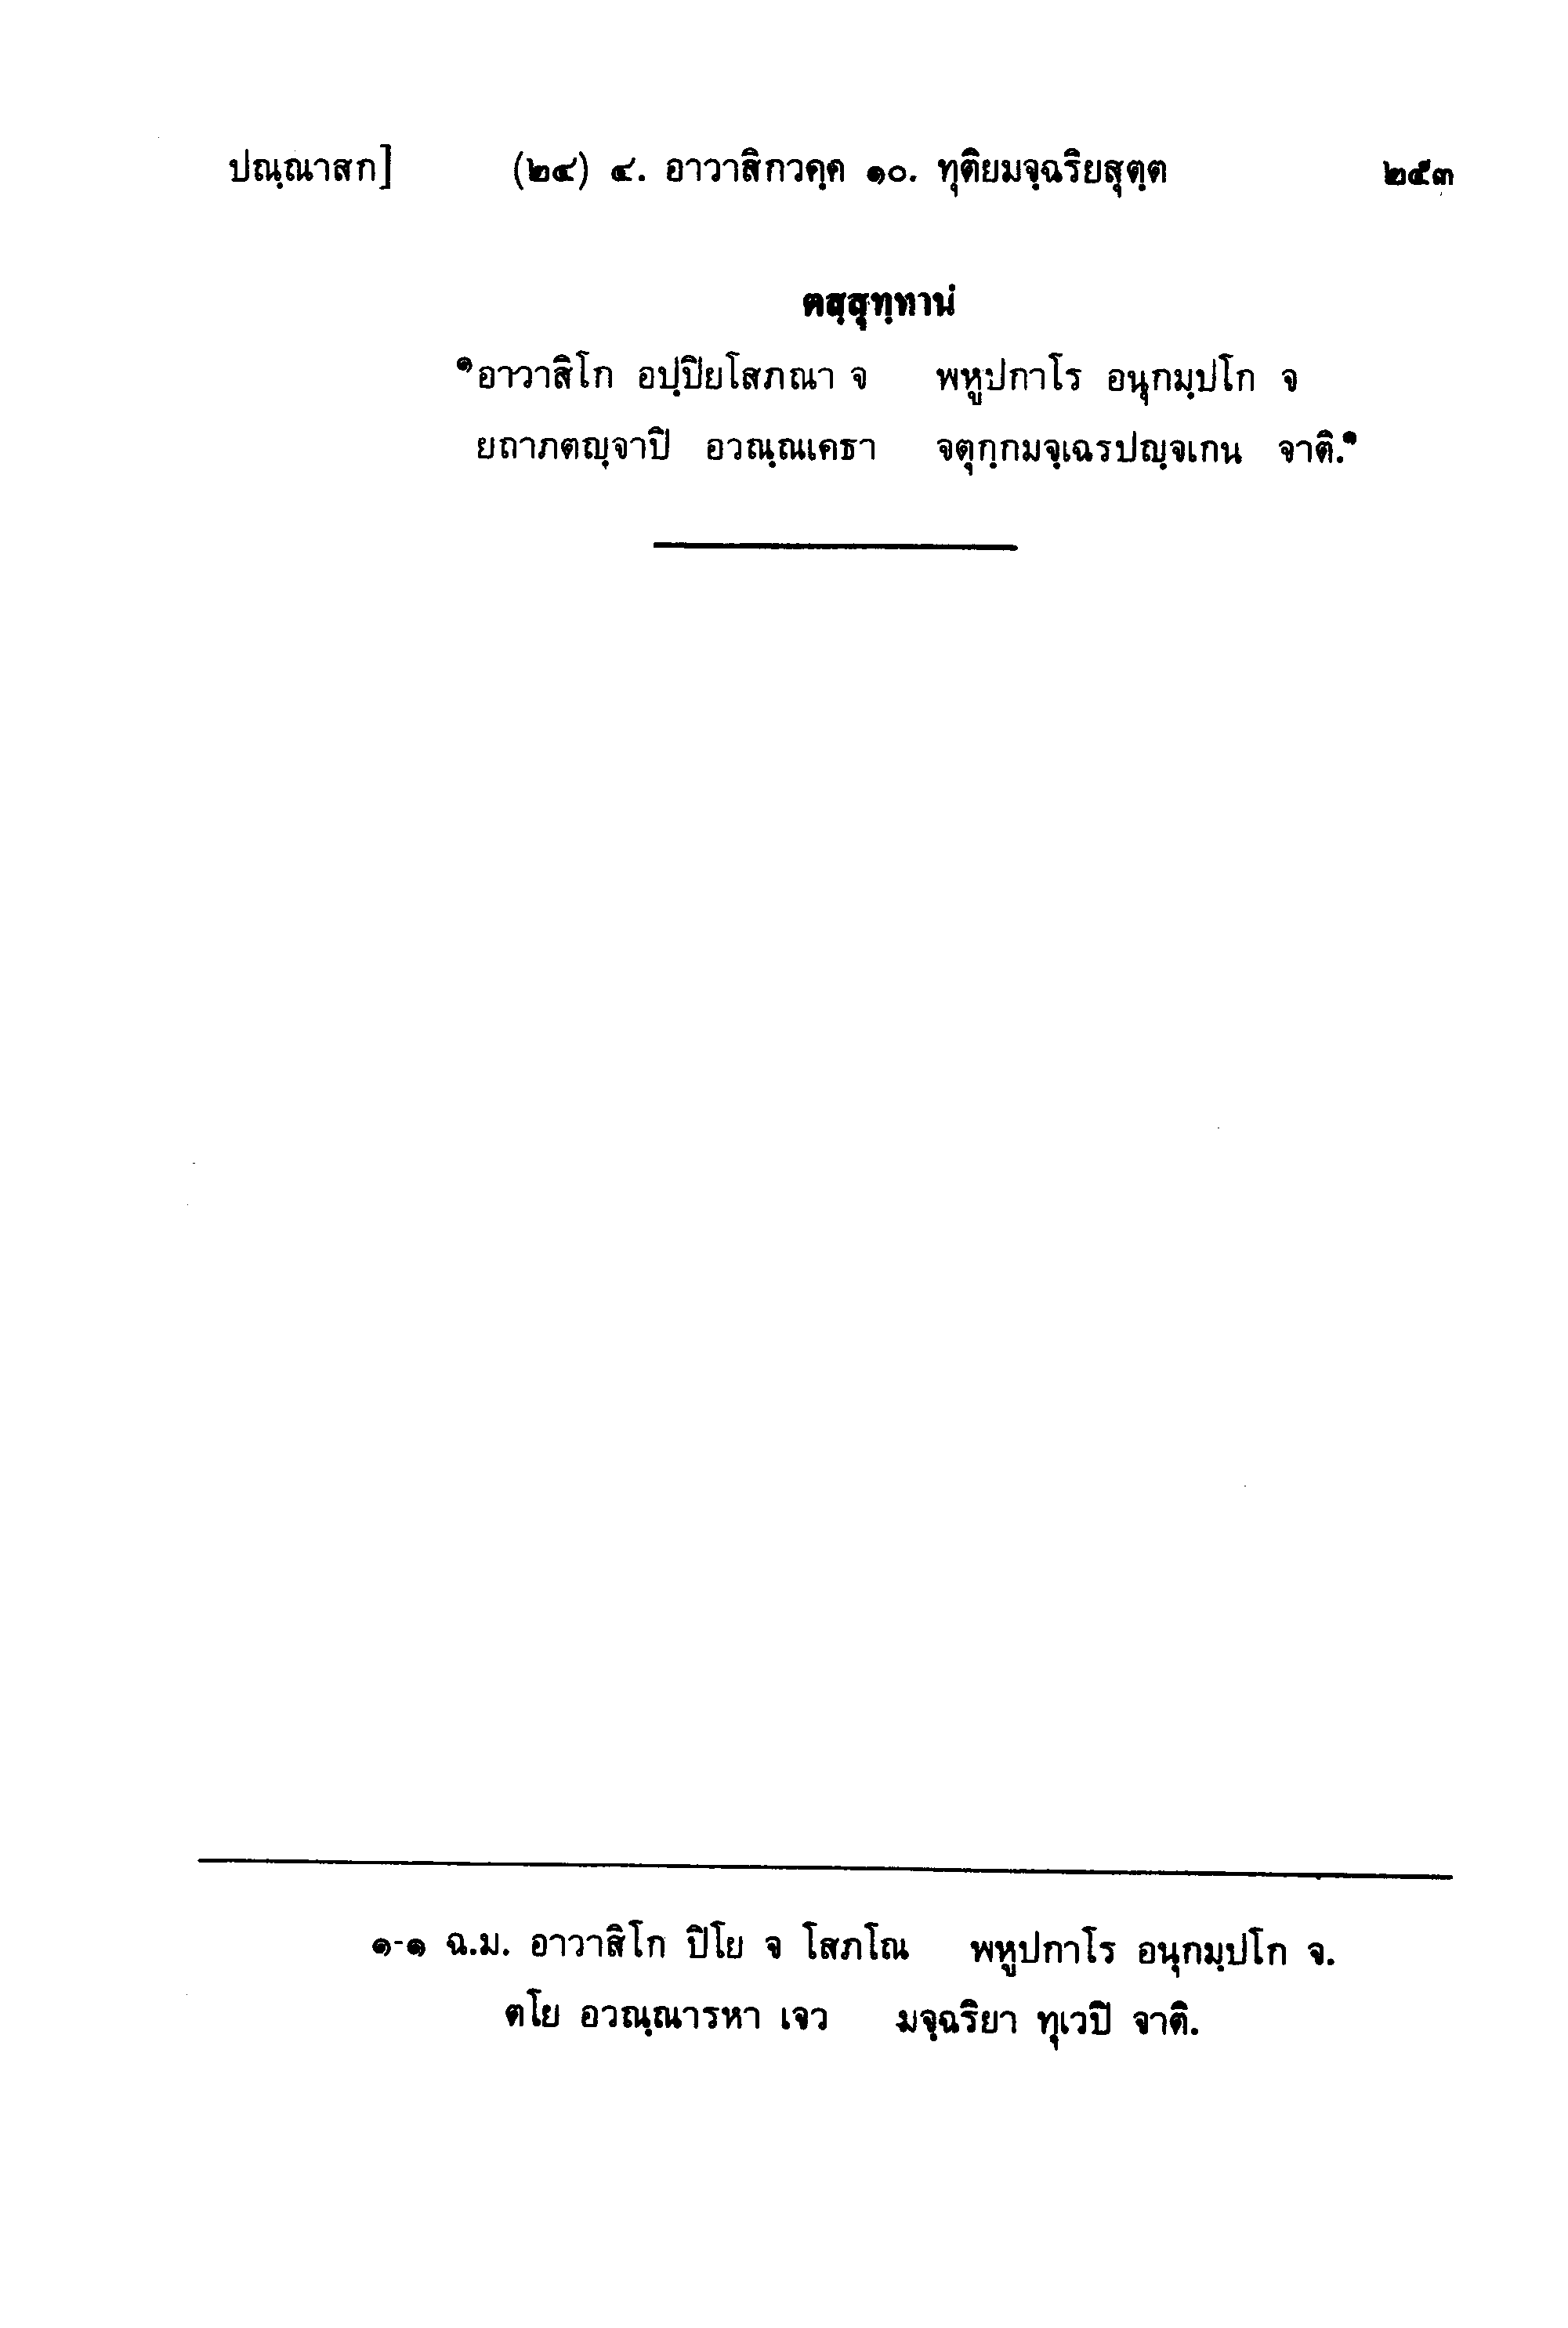 ปณฺณาสก] (๒๔) ๔. อาวาสิกวคฺค ๑๐. ทุติยมจฺฉริยสุตฺต ๒๕๓
ตสฺสุทฺทานํ
๑อาวาสิโก อปฺปิยโสภณา จ พหูปกาโร อนุกมฺปโก จ
ยถาภตญฺจาปิ อวณฺณเคธา จตุกฺกมจฺเฉรปญฺจเกน จาติ.๑
๑-๑ ฉ.ม. อาวาสิโก ปิโย จ โสภโณ พหูปกาโร อนุกมฺปโก จ.
ตโย อวณฺณารหา เจว มจฺฉริยา ทุเวปิ จาติ.